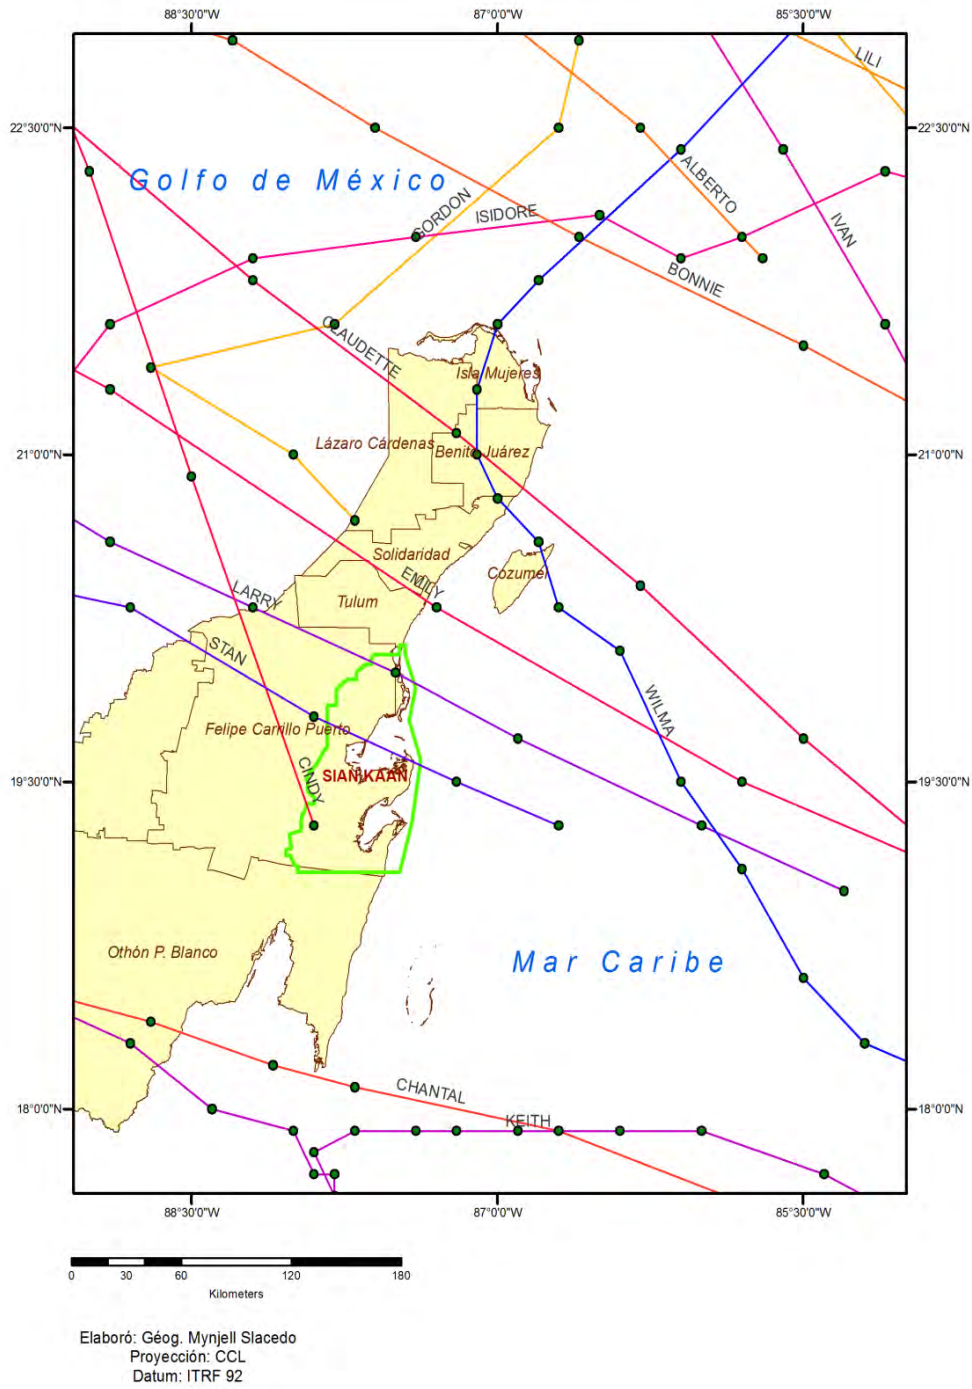 88°30'0"W
87°0'0"W
85°30'0"W
LILI
22°30'0"N
22°30'0"N
Golfo de México
ALBERTO
GORDON
ISIDORE
IVAN
BONNIE
CLAUDETTE
Isla Mujeres
21°0'0"N
Lázaro Cárdenas
Benito Juárez
21°0'0"N
Solidaridad
Cozumel
EMILY
LARRY
Tulum
STAN
WILMA
Felipe Carrillo Puerto
CINDY
SIAN KAAN
19°30'0"N
19°30'0"N
Othón P. Blanco
Mar Caribe
CHANTAL
KEITH
18°0'0"N
18°0'0"N
88°30'0"W
87°0'0"W
85°30'0"W
0 30 60 120 180
Kilometers
Elaboró: Géog. Mynjell Slacedo
Proyección: CCL
Datum: ITRF 92